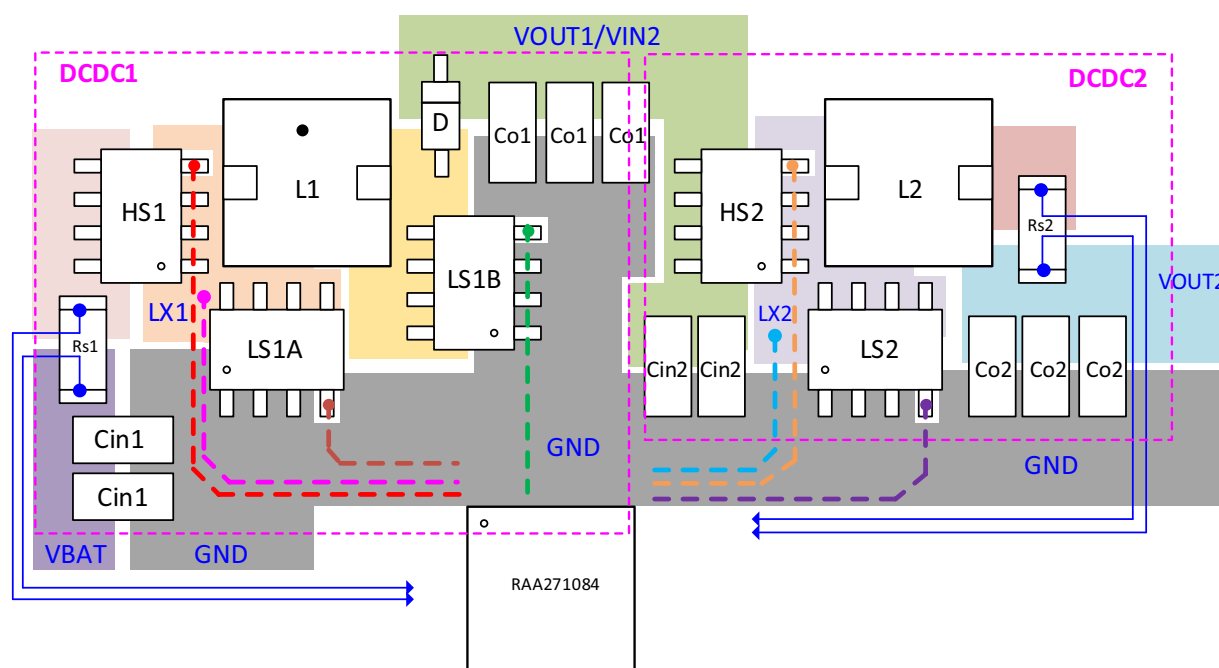 VOUT1/VIN2
DCDC1
DCDC2
D
Co1
Co1
Co1
L1
L2
HS1
HS2
Rs2
LS1B
VOUT2
LX1
LX2
Rs1
LS1A
LS2
Cin2
Cin2
Co2
Co2
Co2
Cin1
GND
GND
Cin1
VBAT
GND
RAA271084